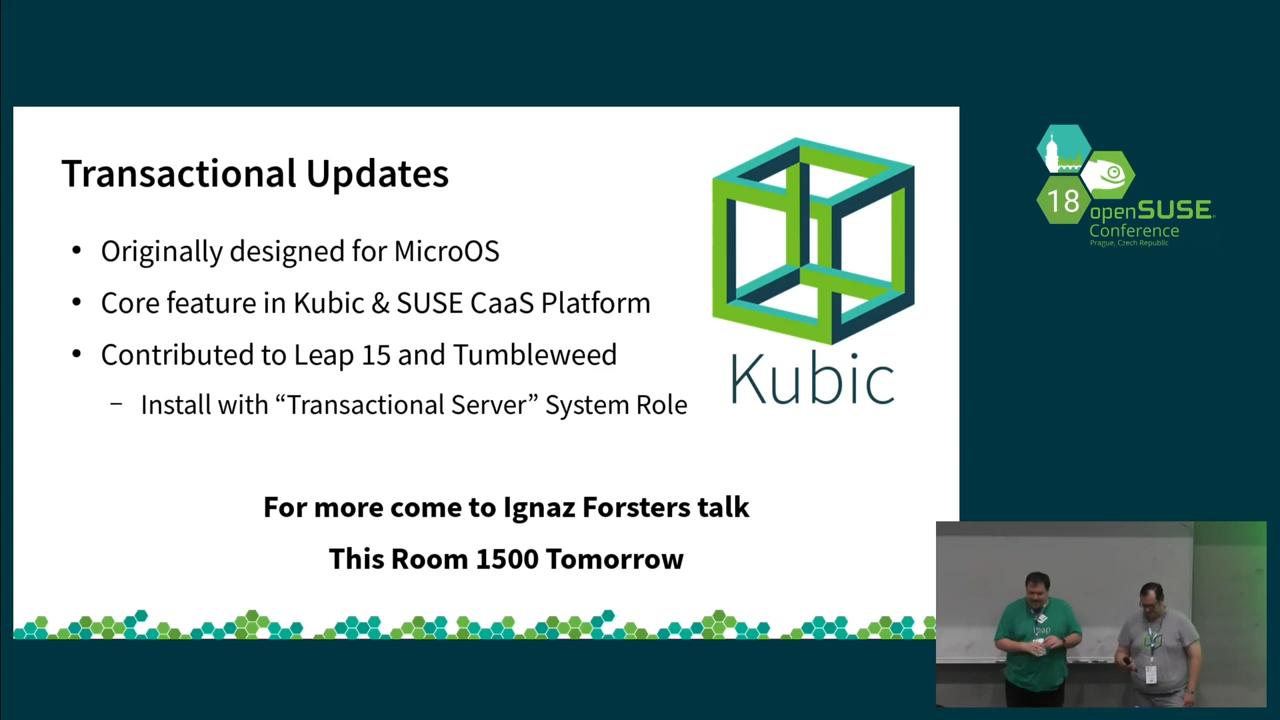 Transactional Updates
• Originally designed for MicroOS
• Core feature in Kubic & SUSE CaaS Platform
• Contributed to Leap 15 and Tumbleweed
– Install with “Transactional Server” System Role
Kubic
For more come to Ignaz Forsters talk
This Room 1500 Tomorrow
18
openSUSE
Conference
Prague, Czech Republic